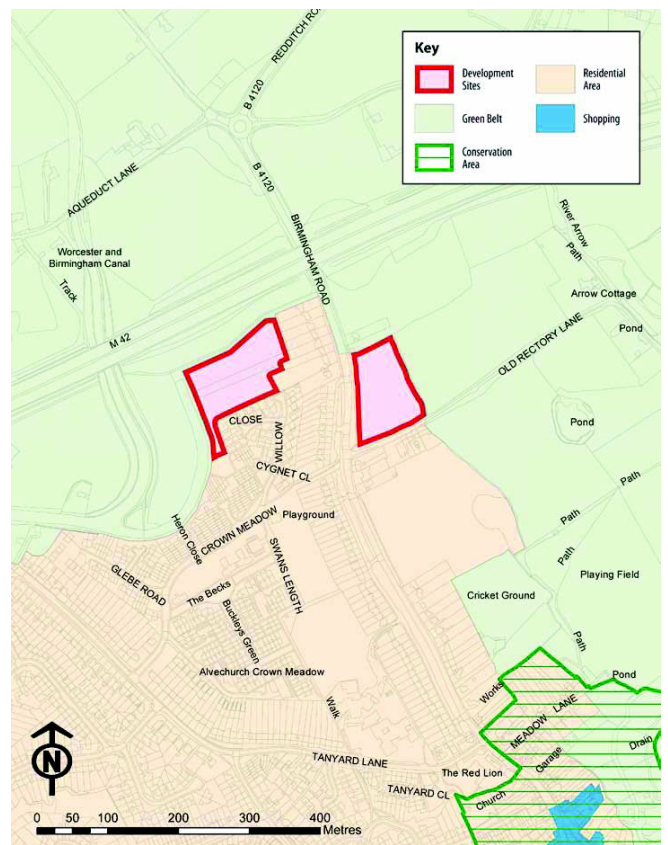 REDDITCH RO
B 4120
Key
Development
Sites
Residential
Area
Green Belt
Shopping
Conservation
Area
AQUEDUCT LANE
B 4120
BIRMINGHAM ROAD
River Arrow
Path
Worcester and
Birmingham Canal
Track
Arrow Cottage
Pond
M 42
OLD RECTORY LANE
CLOSE
WILLOW
Pond
CYGNET CL
Path
Playground
CROWN MEADOW
Heron Close
SWANS LENGTH
Path
GLEBE ROAD
The Becks
Playing Field
Cricket Ground
Buckleys Green
Path
Alvechurch Crown Meadow
Pond
Works
Walk
MEADOW LANE
Drain
Garage
TANYARD LANE
The Red Lion
TANYARD CL
Church
N
0 50 100 200 300 400
Metres